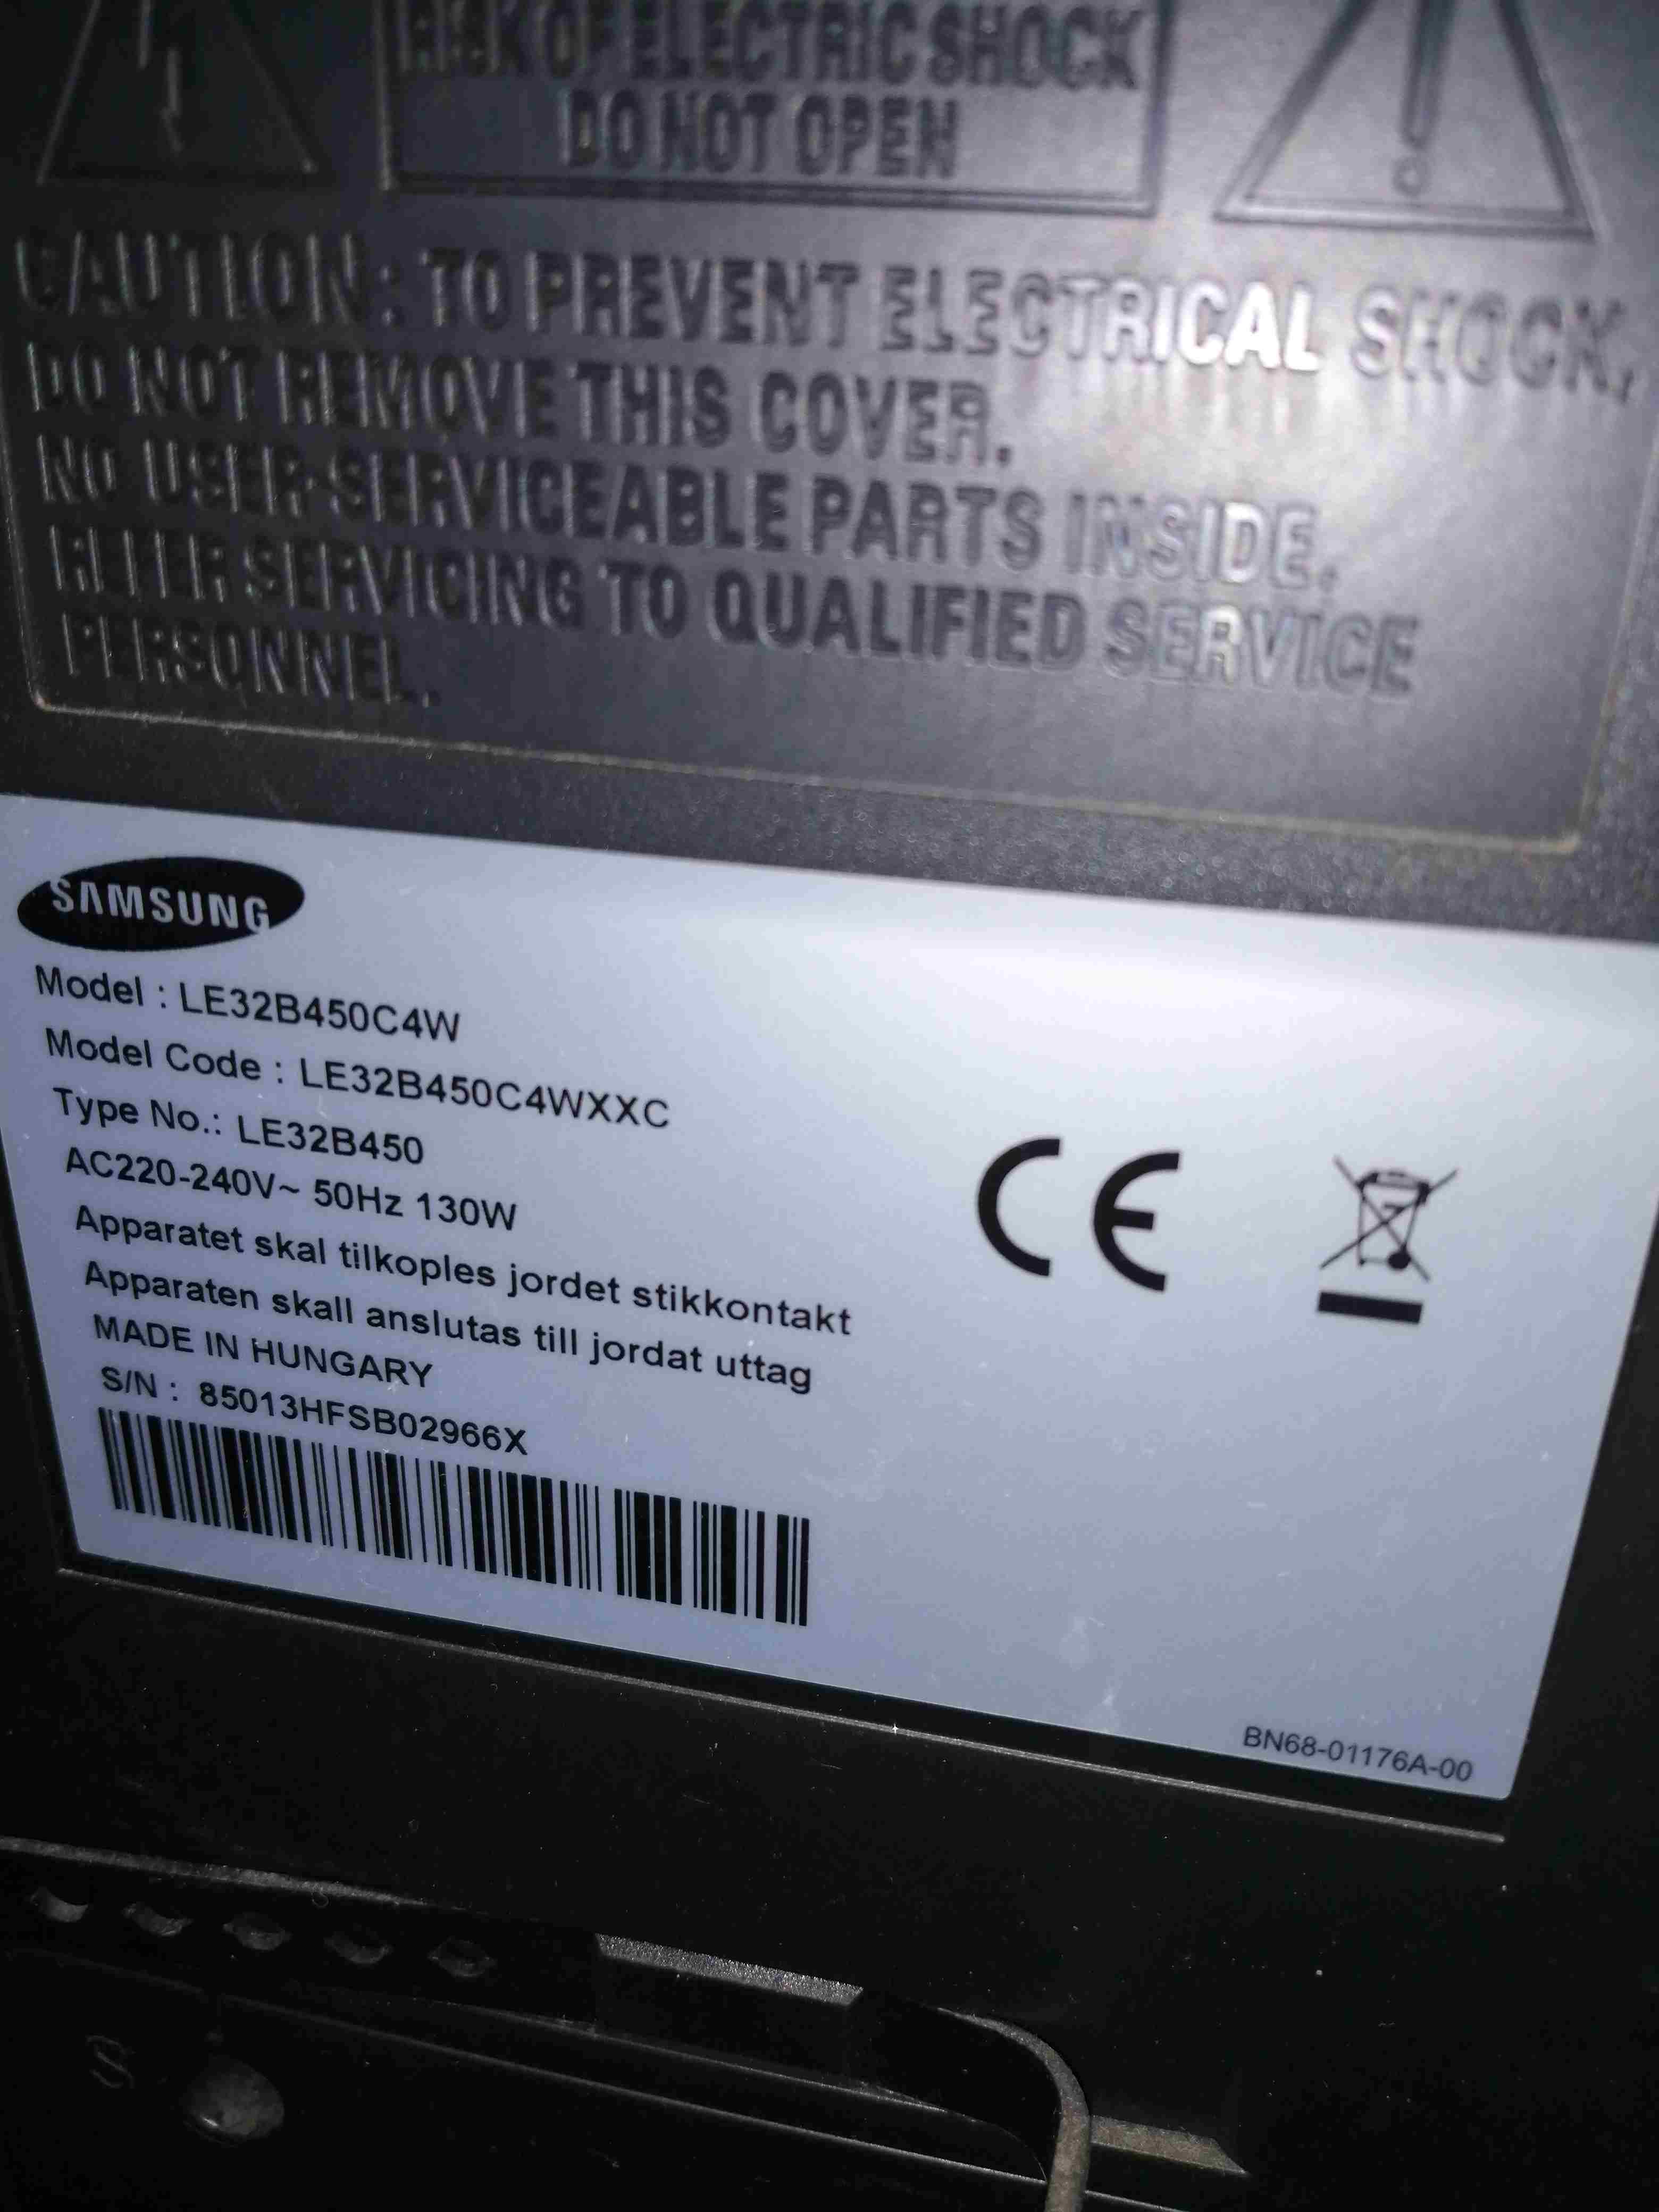 RISK OF ELECTRIC SHOCK
DO NOT OPEN
CAUTION: TO PREVENT ELECTRICAL SHOCK,
DO NOT REMOVE THIS COVER.
NO USER-SERVICEABLE PARTS INSIDE.
REFER SERVICING TO QUALIFIED SERVICE
PERSONNEL.
SAMSUNG
Model : LE32B450C4W
Model Code : LE32B450C4WXXC
Type No.: LE32B450
AC220-240V~ 50Hz 130W
Apparatet skal tilkoples jordet stikkontakt
Apparaten skall anslutas till jordat uttag
MADE IN HUNGARY
S/N : 85013HFSB02966X
CE
BN68-01176A-00
S